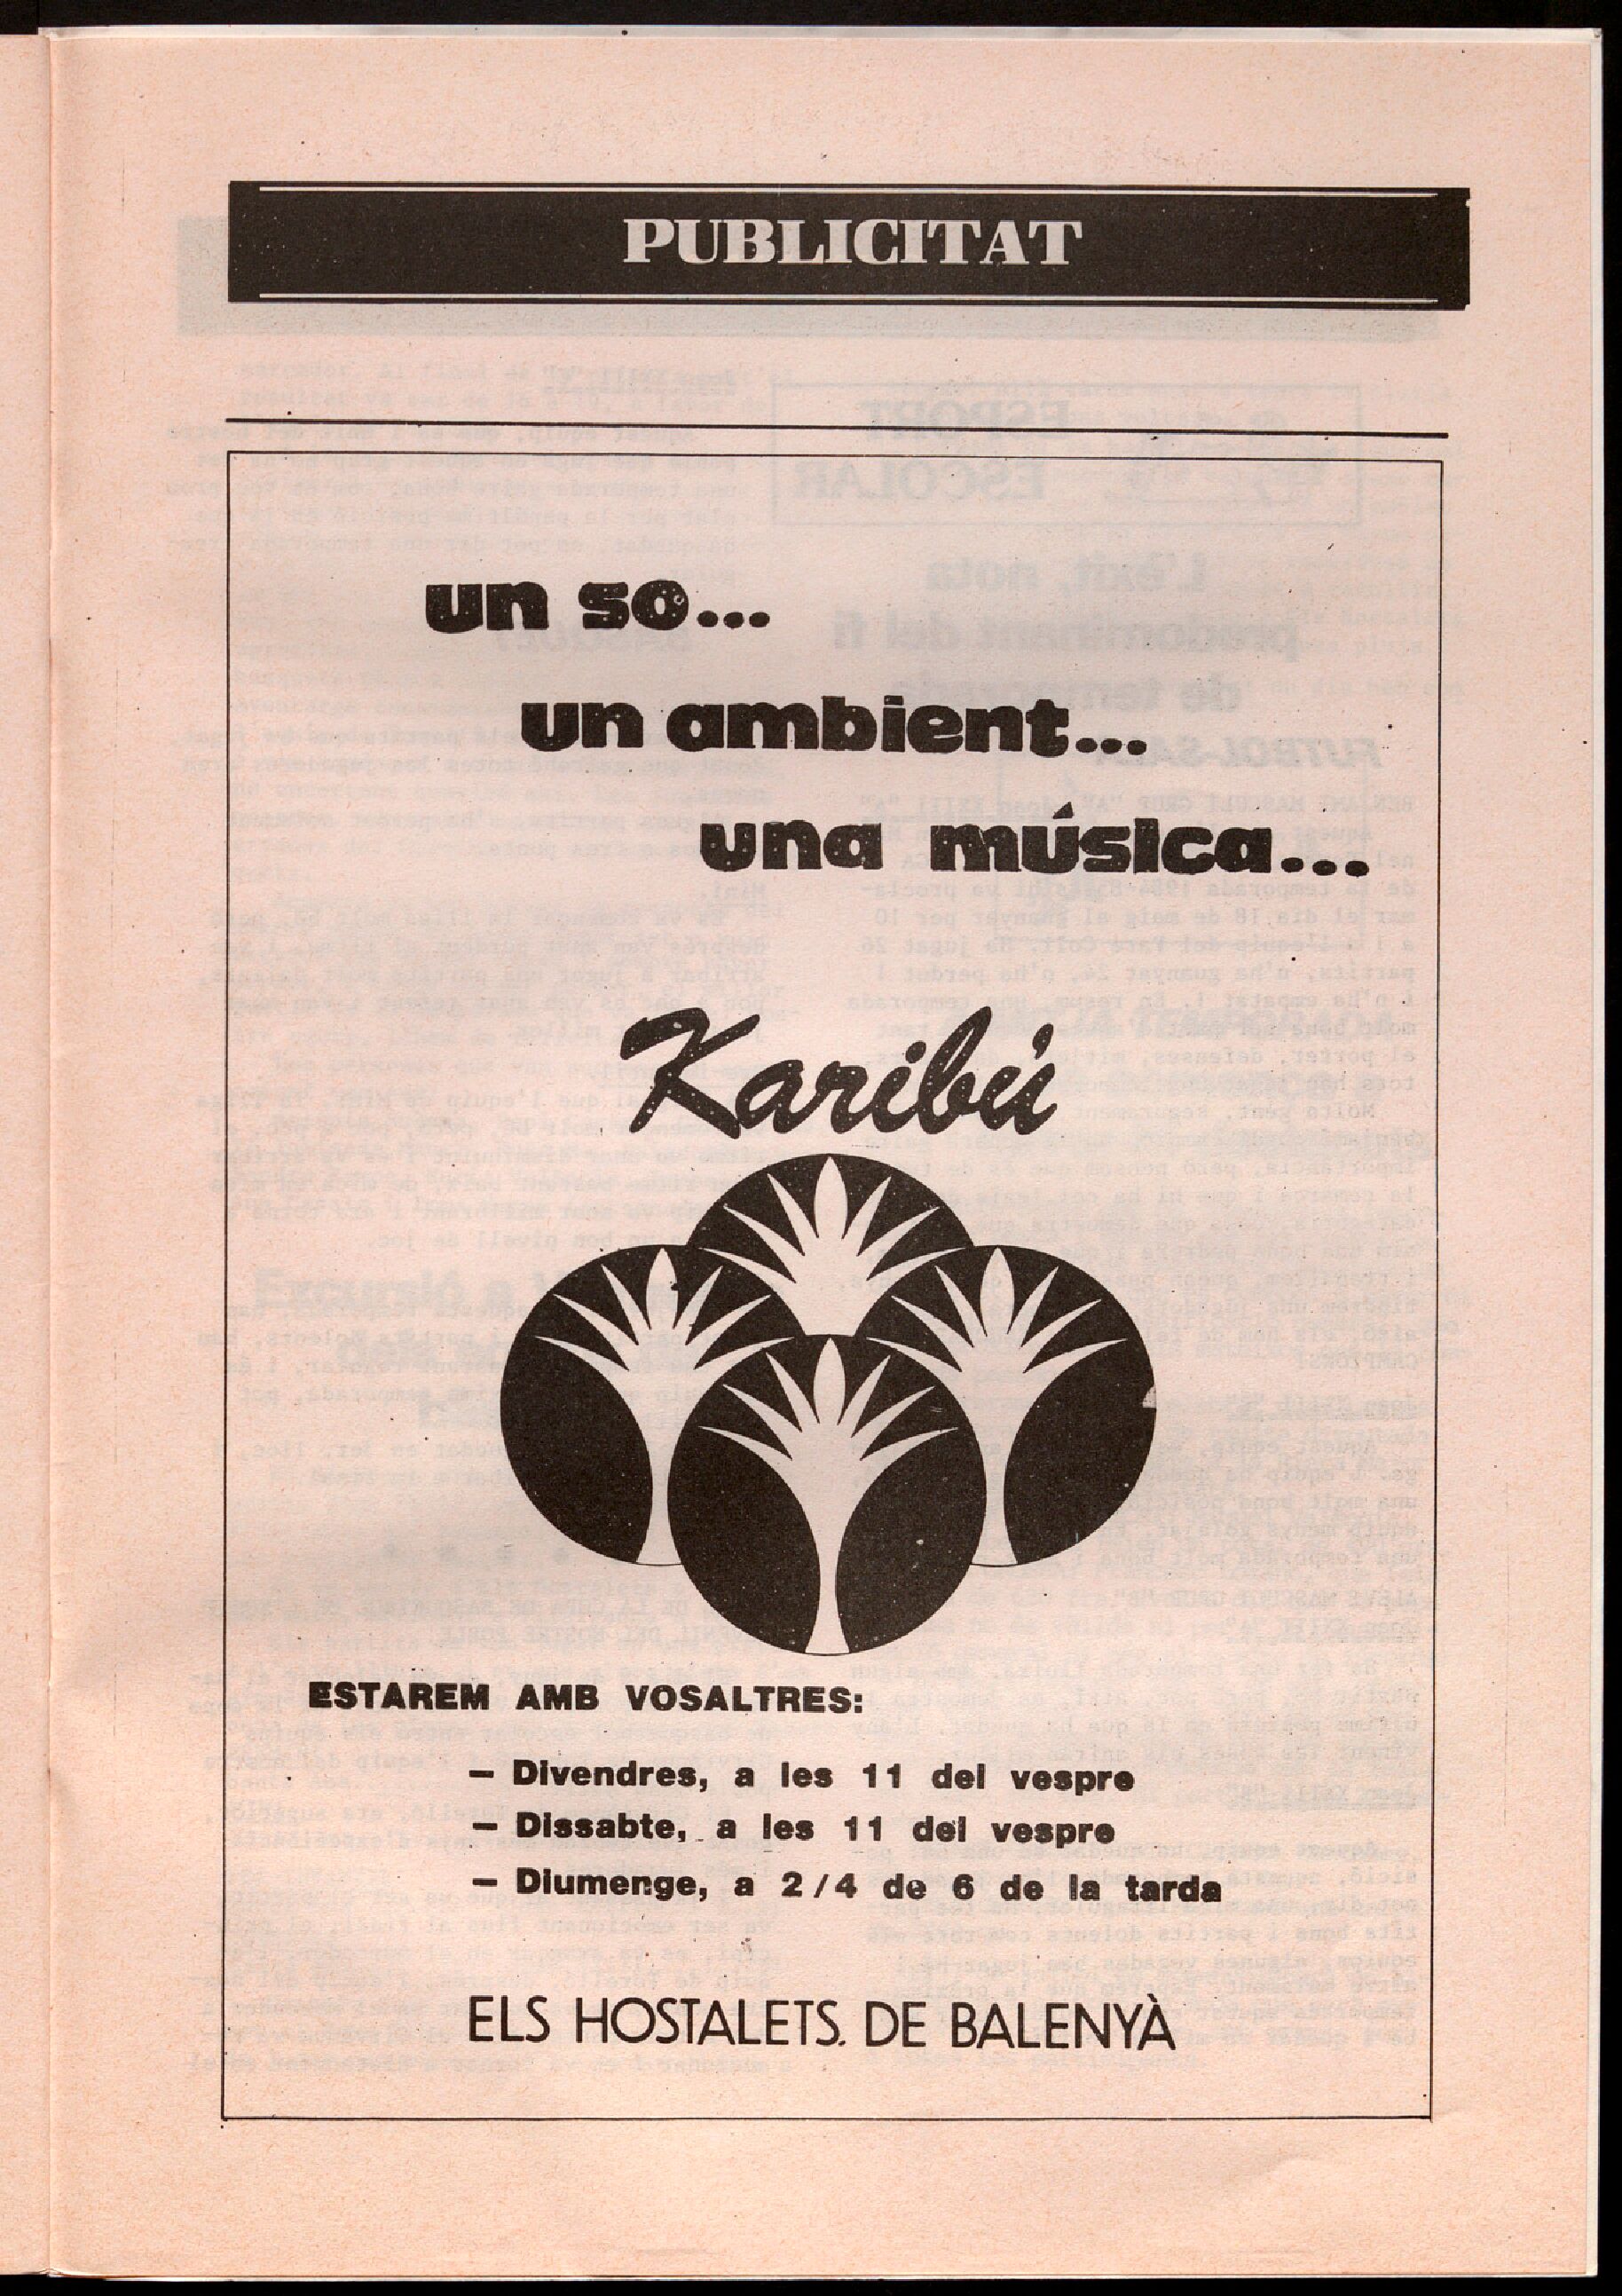 PUBLICITAT
un so...
un ambient...
una música...
Karibú
ESTAREM AMB VOSALTRES:
— Divendres, a les 11 del vespre
— Dissabte, a les 11 del vespre
— Diumenge, a 2/4 de 6 de la tarda
ELS HOSTALETS. DE BALENYÀ